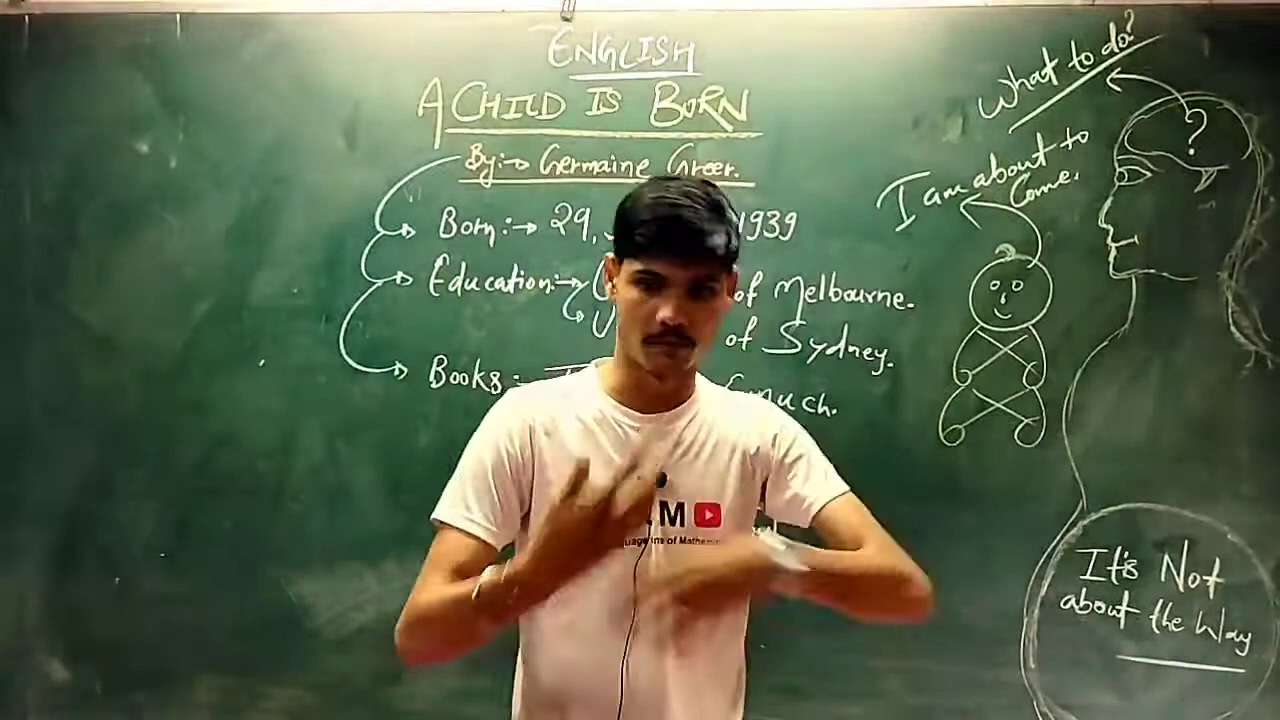 ENGLISH
A CHILD IS BORN
By:→ Germaine Greer.
Born:→ 29, 1939
Education:→ of Melbourne.
of Sydney.
Books:
What to do?
?
I am about to
Come.
It's Not
about the Way
M